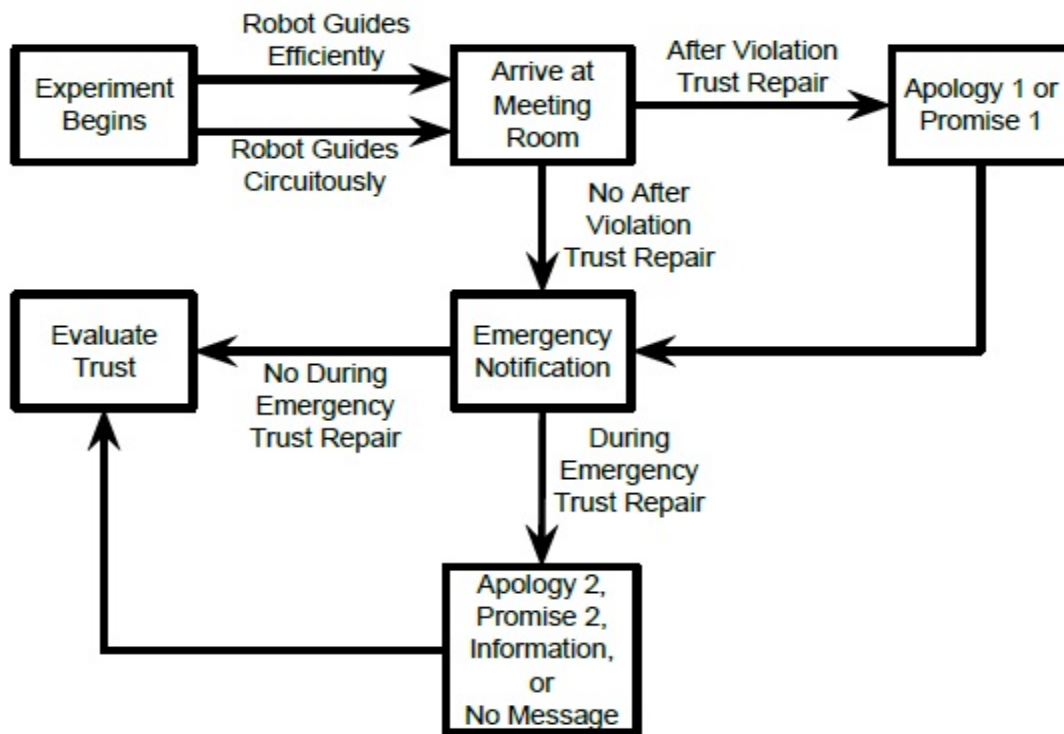 Robot Guides
Efficiently
Experiment
Begins
Robot Guides
Circuitously
Arrive at
Meeting
Room
After Violation
Trust Repair
Apology 1 or
Promise 1
No After
Violation
Trust Repair
Evaluate
Trust
No During
Emergency
Trust Repair
Emergency
Notification
During
Emergency
Trust Repair
Apology 2,
Promise 2,
Information,
or
No Message